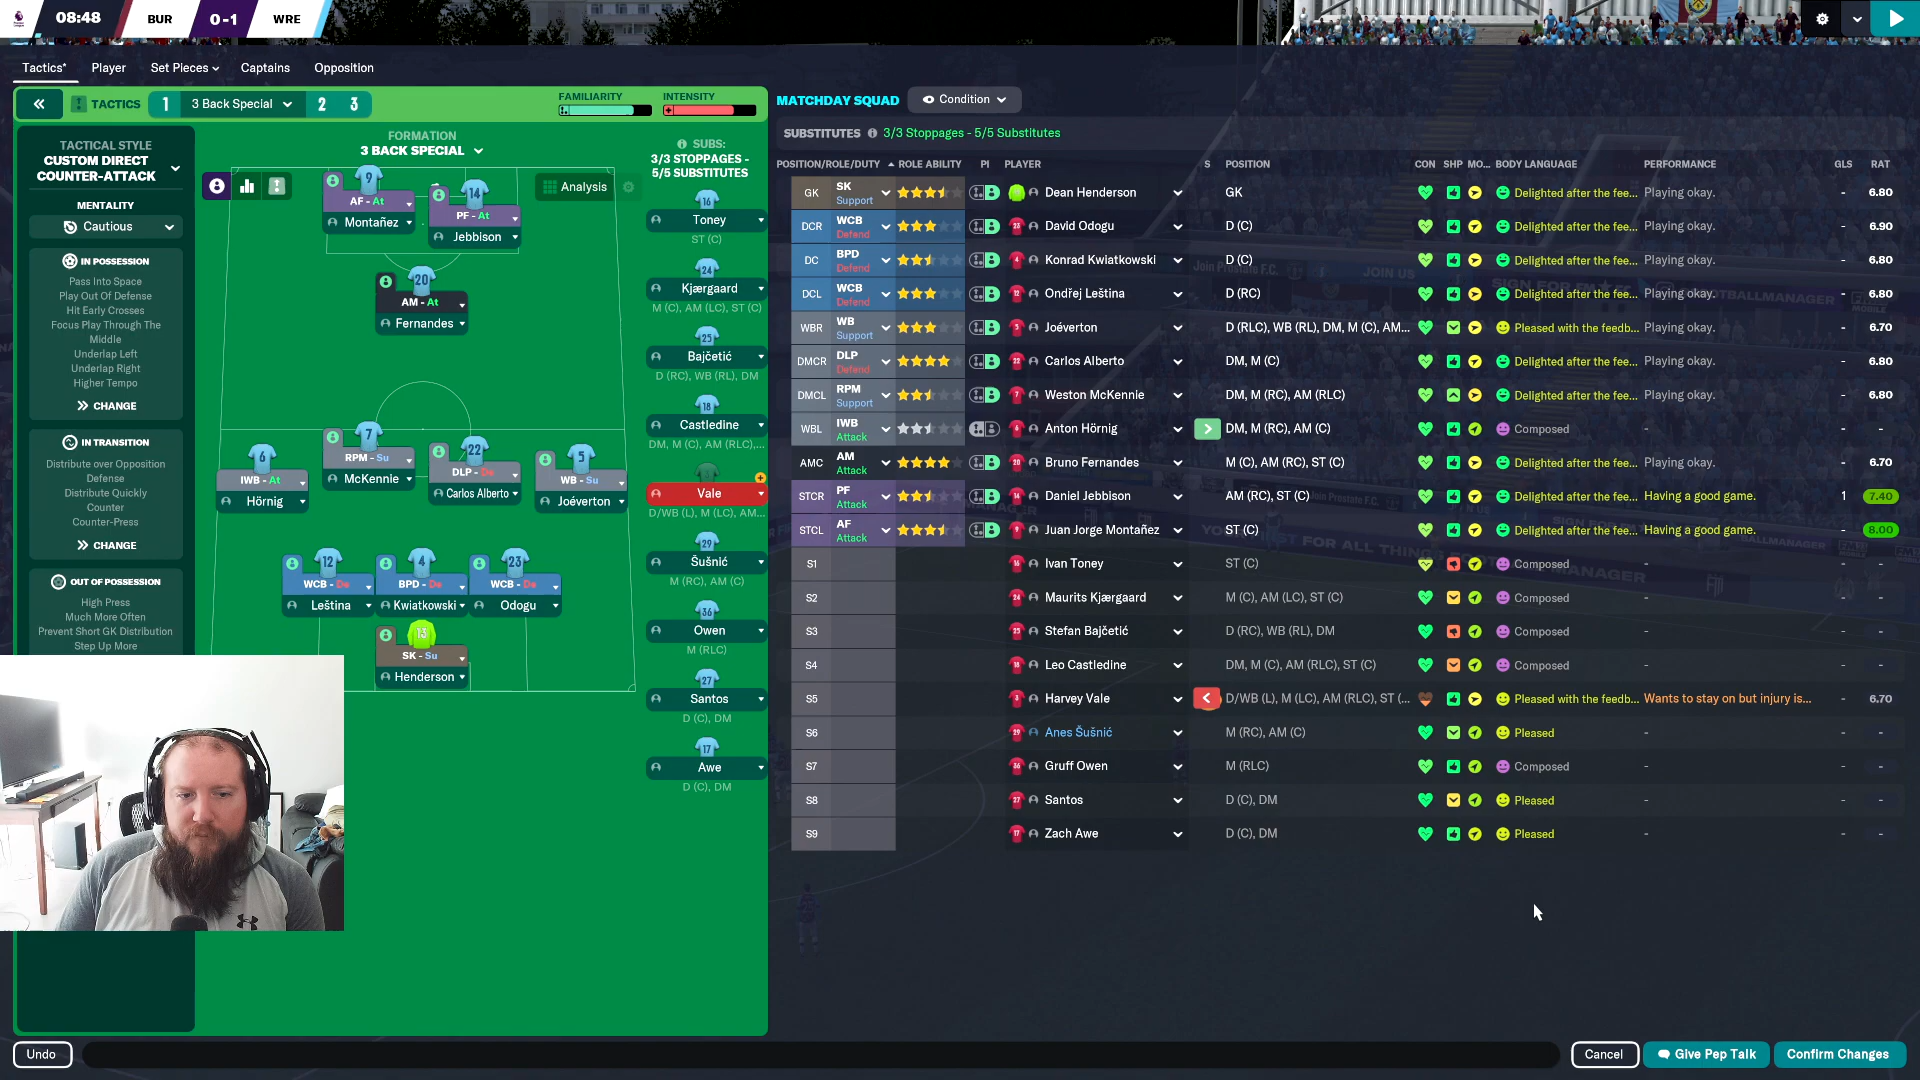 08:48 BUR 0-1 WRE
Tactics* Player Set Pieces Captains Opposition
TACTICS 1 3 Back Special 2 3 FAMILIARITY INTENSITY
TACTICAL STYLE
CUSTOM DIRECT
COUNTER-ATTACK
MENTALITY
Cautious
IN POSSESSION
Pass Into Space
Play Out Of Defense
Hit Early Crosses
Focus Play Through The
Middle
Underlap Left
Underlap Right
Higher Tempo
CHANGE
IN TRANSITION
Distribute over Opposition
Defense
Distribute Quickly
Counter
Counter-Press
CHANGE
OUT OF POSSESSION
High Press
Much More Often
Prevent Short GK Distribution
Step Up More
FORMATION
3 BACK SPECIAL
Analysis
9
AF - At
Montañez
14
PF - At
Jebbison
20
AM - At
Fernandes
6
IWB - At
Hörnig
7
RPM - Su
McKennie
22
DLP - De
Carlos Alberto
5
WB - Su
Joéverton
12
WCB - De
Leština
4
BPD - De
Kwiatkowski
23
WCB - De
Odogu
13
SK - Su
Henderson
SUBS:
3/3 STOPPAGES -
5/5 SUBSTITUTES
16
Toney
ST (C)
24
Kjærgaard
M (C), AM (LC), ST (C)
25
Bajčetić
D (RC), WB (RL), DM
18
Castledine
DM, M (C), AM (RLC),...
Vale
D/WB (L), M (LC), AM...
29
Šušnić
M (RC), AM (C)
36
Owen
M (RLC)
27
Santos
D (C), DM
17
Awe
D (C), DM
MATCHDAY SQUAD Condition
SUBSTITUTES 3/3 Stoppages - 5/5 Substitutes
POSITION/ROLE/DUTY ROLE ABILITY PI PLAYER S POSITION CON SHP MO... BODY LANGUAGE PERFORMANCE GLS RAT
GK SK Support Dean Henderson GK Delighted after the fee... Playing okay. - 6.80
DCR WCB Defend David Odogu D (C) Delighted after the fee... Playing okay. - 6.90
DC BPD Defend Konrad Kwiatkowski D (C) Delighted after the fee... Playing okay. - 6.80
DCL WCB Defend Ondřej Leština D (RC) Delighted after the fee... Playing okay. - 6.80
WBR WB Support Joéverton D (RLC), WB (RL), DM, M (C), AM... Pleased with the feedb... Playing okay. - 6.70
DMCR DLP Defend Carlos Alberto DM, M (C) Delighted after the fee... Playing okay. - 6.80
DMCL RPM Support Weston McKennie DM, M (RC), AM (RLC) Delighted after the fee... Playing okay. - 6.80
WBL IWB Attack Anton Hörnig DM, M (RC), AM (C) Composed - - -
AMC AM Attack Bruno Fernandes M (C), AM (RC), ST (C) Delighted after the fee... Playing okay. - 6.70
STCR PF Attack Daniel Jebbison AM (RC), ST (C) Delighted after the fee... Having a good game. 1 7.40
STCL AF Attack Juan Jorge Montañez ST (C) Delighted after the fee... Having a good game. - 8.00
S1 Ivan Toney ST (C) Composed - - -
S2 Maurits Kjærgaard M (C), AM (LC), ST (C) Composed - - -
S3 Stefan Bajčetić D (RC), WB (RL), DM Composed - - -
S4 Leo Castledine DM, M (C), AM (RLC), ST (C) Composed - - -
S5 Harvey Vale D/WB (L), M (LC), AM (RLC), ST (... Pleased with the feedb... Wants to stay on but injury is... - 6.70
S6 Anes Šušnić M (RC), AM (C) Pleased - - -
S7 Gruff Owen M (RLC) Composed - - -
S8 Santos D (C), DM Pleased - - -
S9 Zach Awe D (C), DM Pleased - - -
Undo Cancel Give Pep Talk Confirm Changes